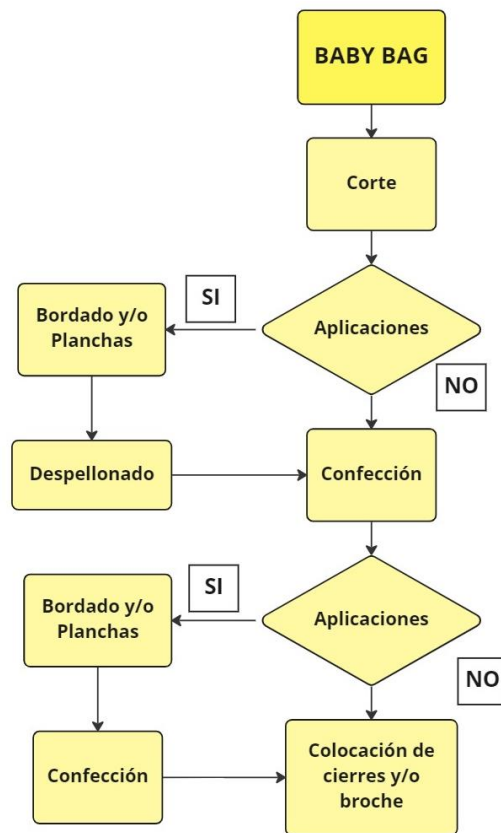 BABY BAG
Corte
Aplicaciones
SI
Bordado y/o
Planchas
NO
Despellonado
Confección
Aplicaciones
SI
Bordado y/o
Planchas
NO
Confección
Colocación de
cierres y/o
broche